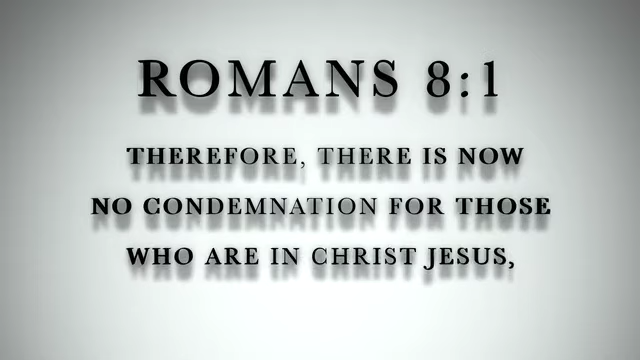 ROMANS 8:1
THEREFORE, THERE IS NOW
NO CONDEMNATION FOR THOSE
WHO ARE IN CHRIST JESUS,